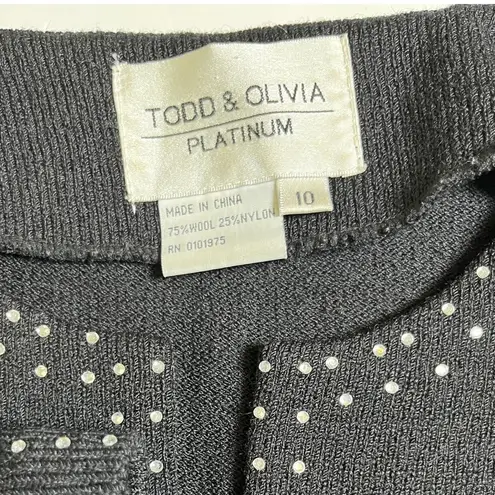 TODD & OLIVIA
PLATINUM
10
MADE IN CHINA
75%WOOL 25%NYLON
RN 0101975